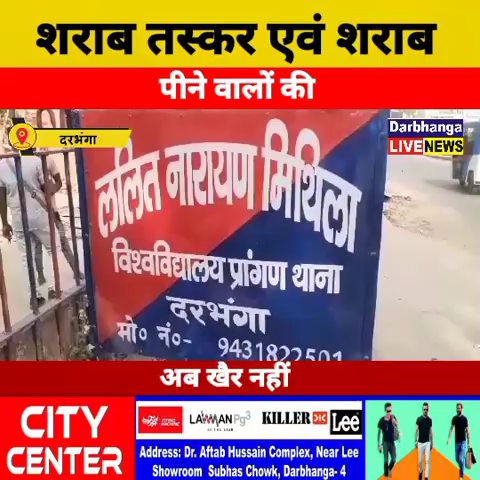 शराब तस्कर एवं शराब
पीने वालों की
दरभंगा
Darbhanga
LIVE NEWS
ललित नारायण मिथिला
विश्वविद्यालय प्रांगण थाना
दरभंगा
मो० नं०- 9431822501
अब खैर नहीं
CITY
CENTER
LAWMAN Pg3
KILLER
Lee
Address: Dr. Aftab Hussain Complex, Near Lee
Showroom Subhas Chowk, Darbhanga- 4